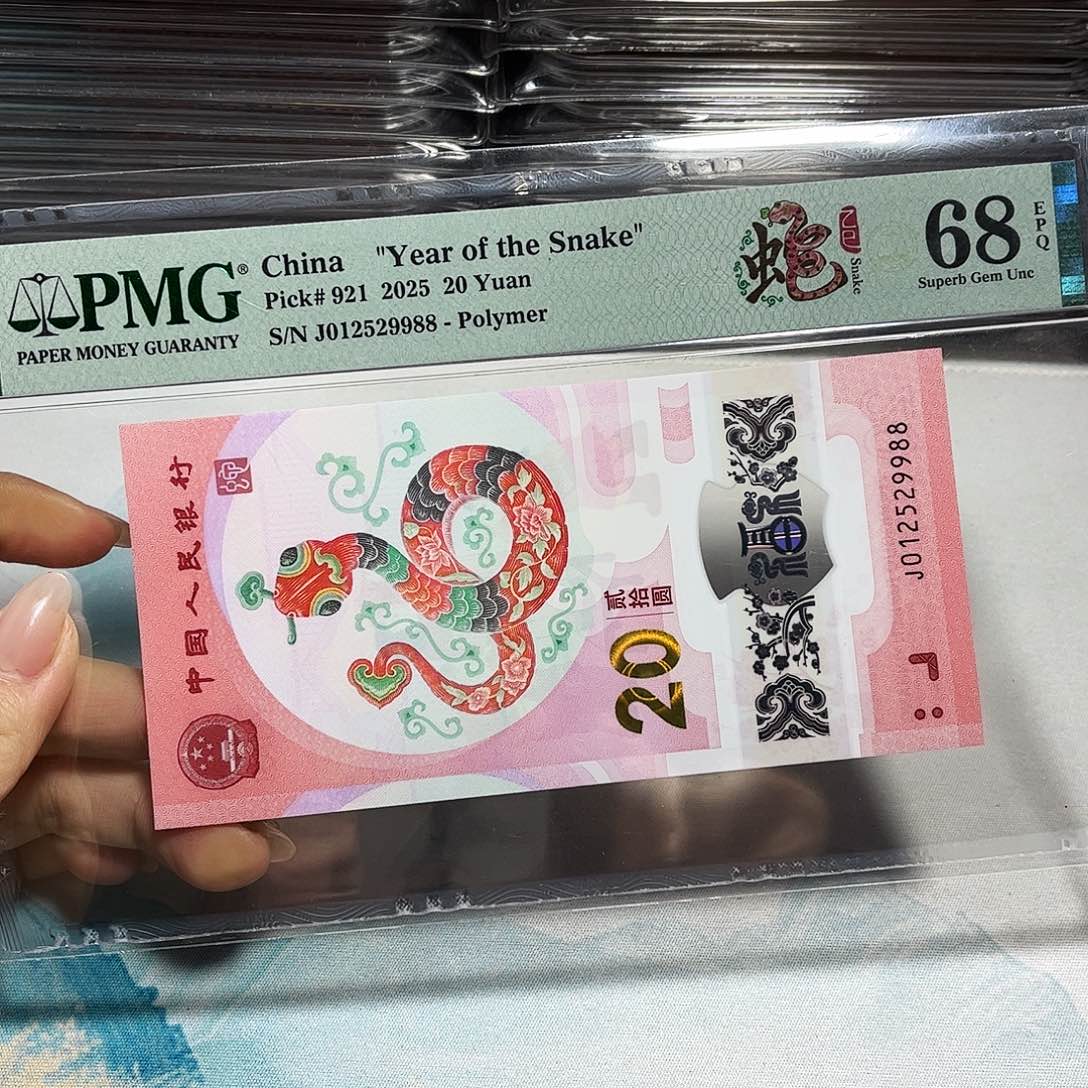 PMG®
PAPER MONEY GUARANTY
China "Year of the Snake"
Pick# 921 2025 20 Yuan
S/N J012529988 - Polymer
蛇
Snake
68
EPQ
Superb Gem Unc
中国人民银行
贰拾圆
20
J012529988